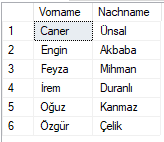 Vorname Nachname
1 Caner Ünsal
2 Engin Akbaba
3 Feyza Mihman
4 İrem Duranlı
5 Oğuz Kanmaz
6 Özgür Çelik